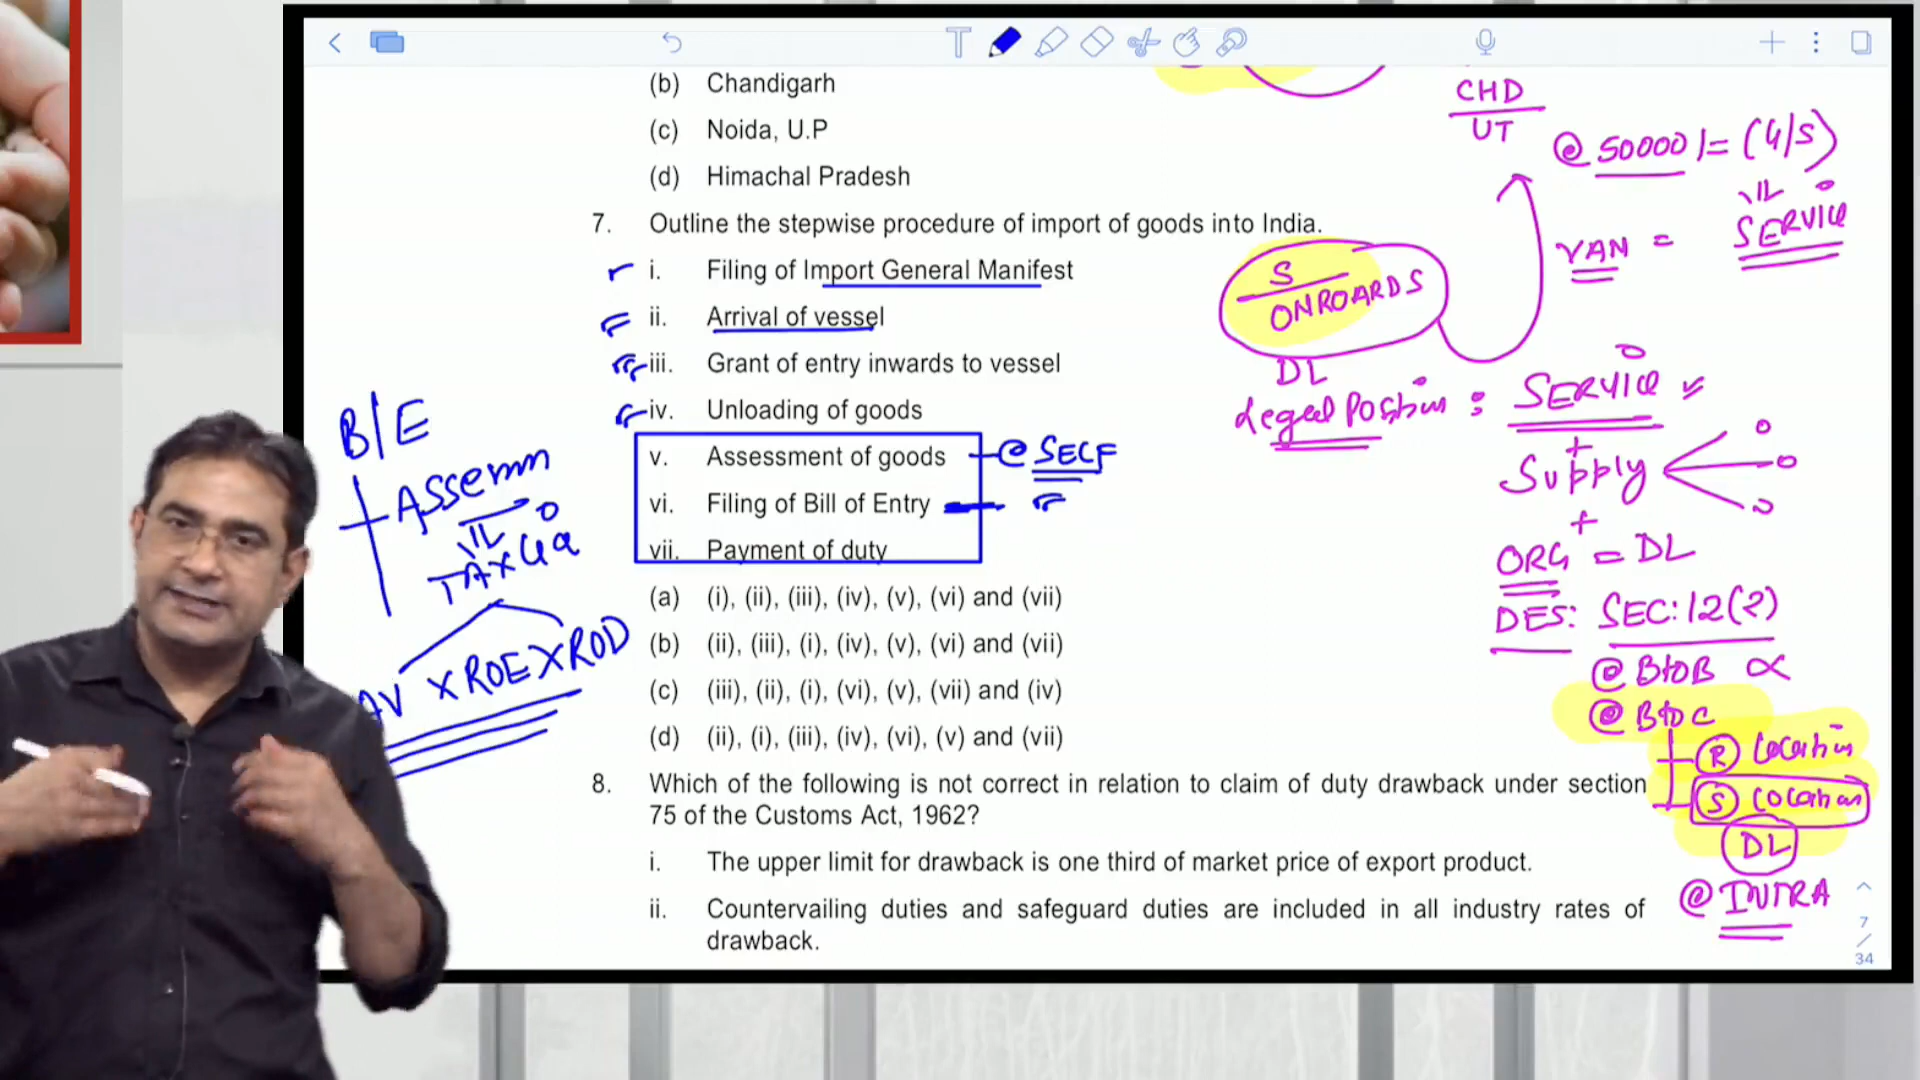 (b) Chandigarh
(c) Noida, U.P
(d) Himachal Pradesh
7. Outline the stepwise procedure of import of goods into India.
i. Filing of Import General Manifest
ii. Arrival of vessel
iii. Grant of entry inwards to vessel
iv. Unloading of goods
v. Assessment of goods
vi. Filing of Bill of Entry
vii. Payment of duty
(a) (i), (ii), (iii), (iv), (v), (vi) and (vii)
(b) (ii), (iii), (i), (iv), (v), (vi) and (vii)
(c) (iii), (ii), (i), (vi), (v), (vii) and (iv)
(d) (ii), (i), (iii), (iv), (vi), (v) and (vii)
8. Which of the following is not correct in relation to claim of duty drawback under section
75 of the Customs Act, 1962?
i. The upper limit for drawback is one third of market price of export product.
ii. Countervailing duties and safeguard duties are included in all industry rates of
drawback.
B/E
AV X ROE X ROD
@ SELF
CHD
UT
@ 50000/= (4/S)
VAN = SERVICE
S
ONROARDS
DL
Legal Position : SERVICE
+
Supply
+
ORG = DL
DES: SEC:12(2)
@ BtoB
@ BtoC
R Location
S Location
DL
@ INTRA
7
/
34